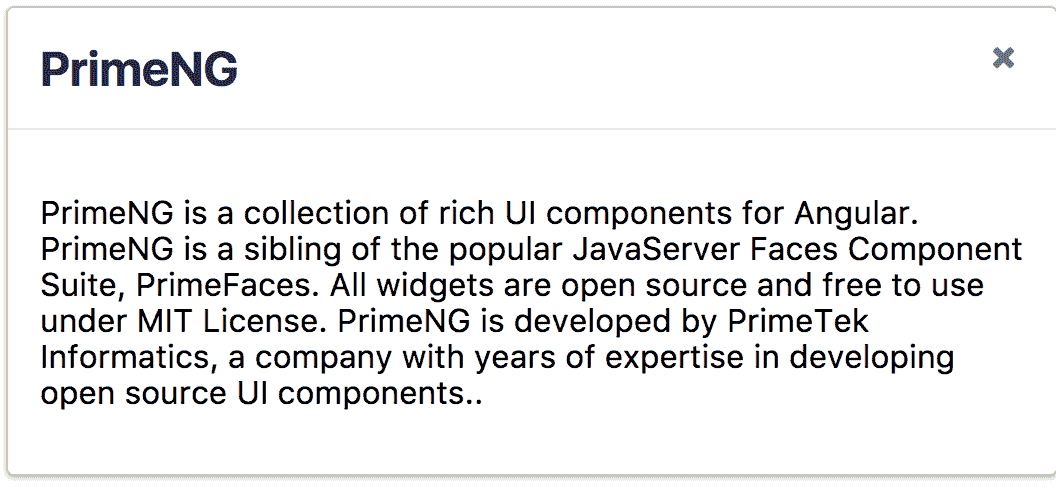 PrimeNG
PrimeNG is a collection of rich UI components for Angular.
PrimeNG is a sibling of the popular JavaServer Faces Component
Suite, PrimeFaces. All widgets are open source and free to use
under MIT License. PrimeNG is developed by PrimeTek
Informatics, a company with years of expertise in developing
open source UI components..